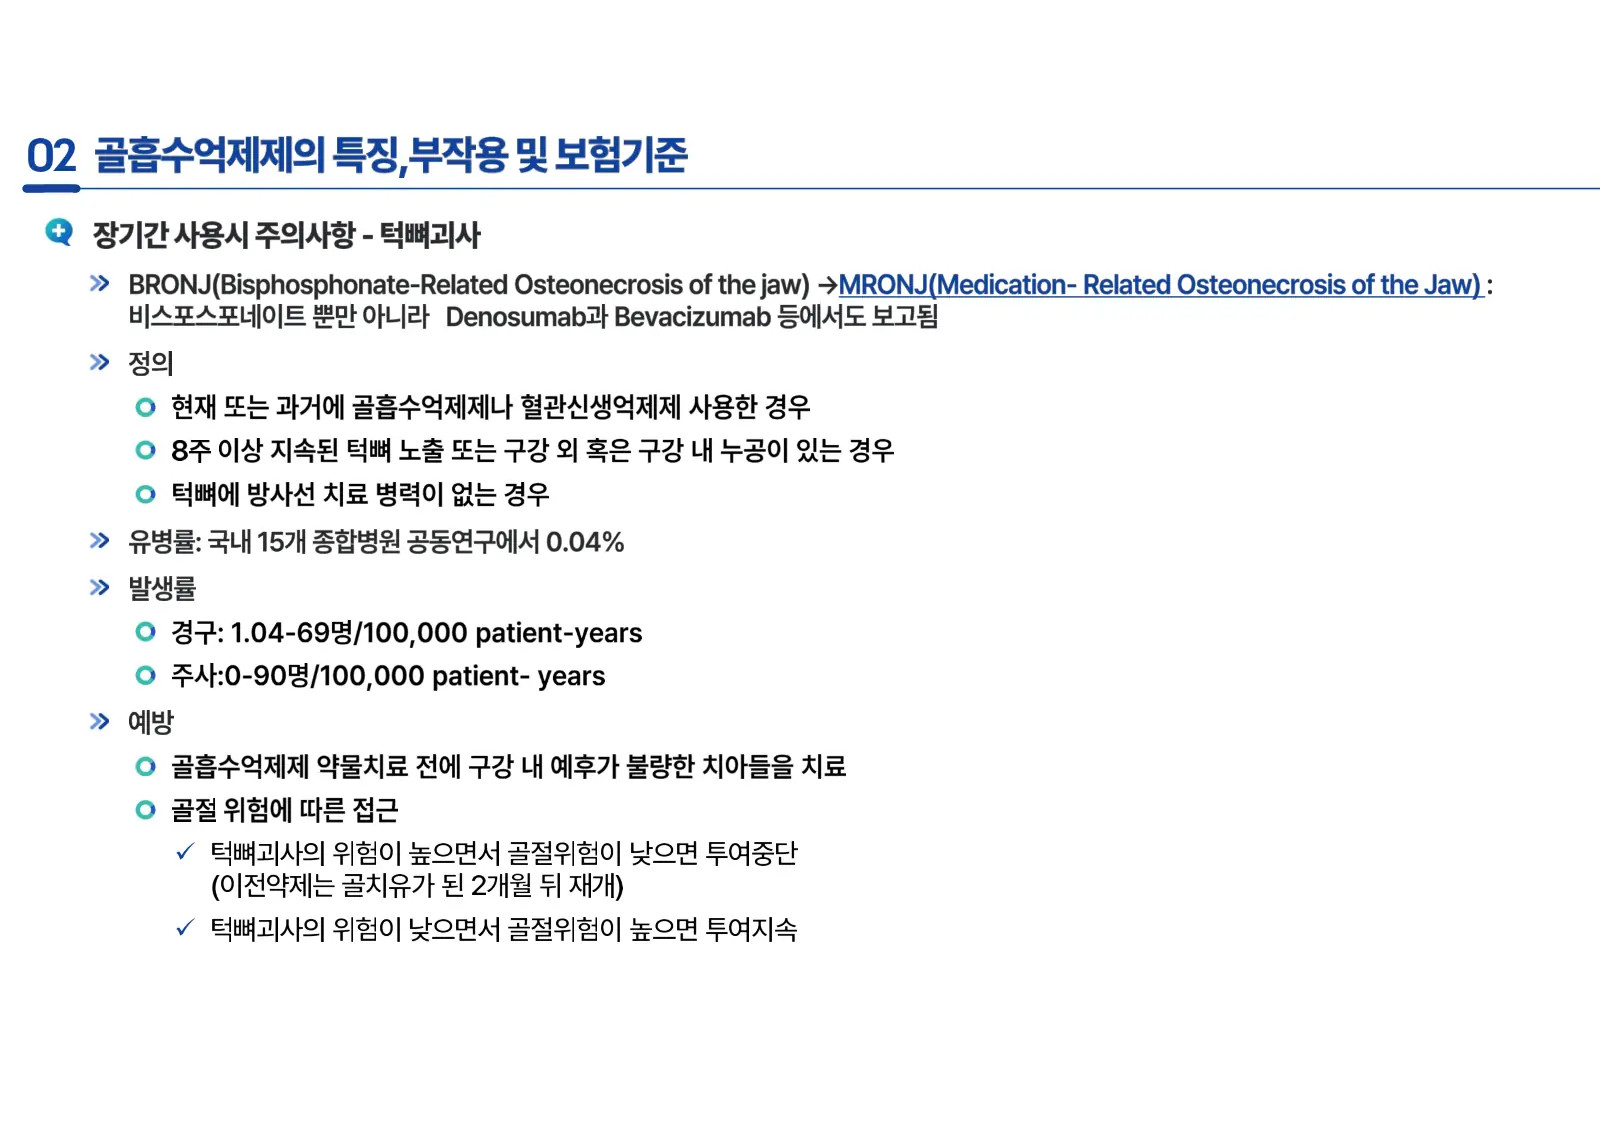 02 골흡수억제제의 특징,부작용 및 보험기준
장기간 사용시 주의사항 - 턱뼈괴사
BRONJ(Bisphosphonate-Related Osteonecrosis of the jaw) →MRONJ(Medication- Related Osteonecrosis of the Jaw) :
비스포스포네이트 뿐만 아니라 Denosumab과 Bevacizumab 등에서도 보고됨
정의
현재 또는 과거에 골흡수억제제나 혈관신생억제제 사용한 경우
8주 이상 지속된 턱뼈 노출 또는 구강 외 혹은 구강 내 누공이 있는 경우
턱뼈에 방사선 치료 병력이 없는 경우
유병률: 국내 15개 종합병원 공동연구에서 0.04%
발생률
경구: 1.04-69명/100,000 patient-years
주사:0-90명/100,000 patient- years
예방
골흡수억제제 약물치료 전에 구강 내 예후가 불량한 치아들을 치료
골절 위험에 따른 접근
턱뼈괴사의 위험이 높으면서 골절위험이 낮으면 투여중단
(이전약제는 골치유가 된 2개월 뒤 재개)
턱뼈괴사의 위험이 낮으면서 골절위험이 높으면 투여지속